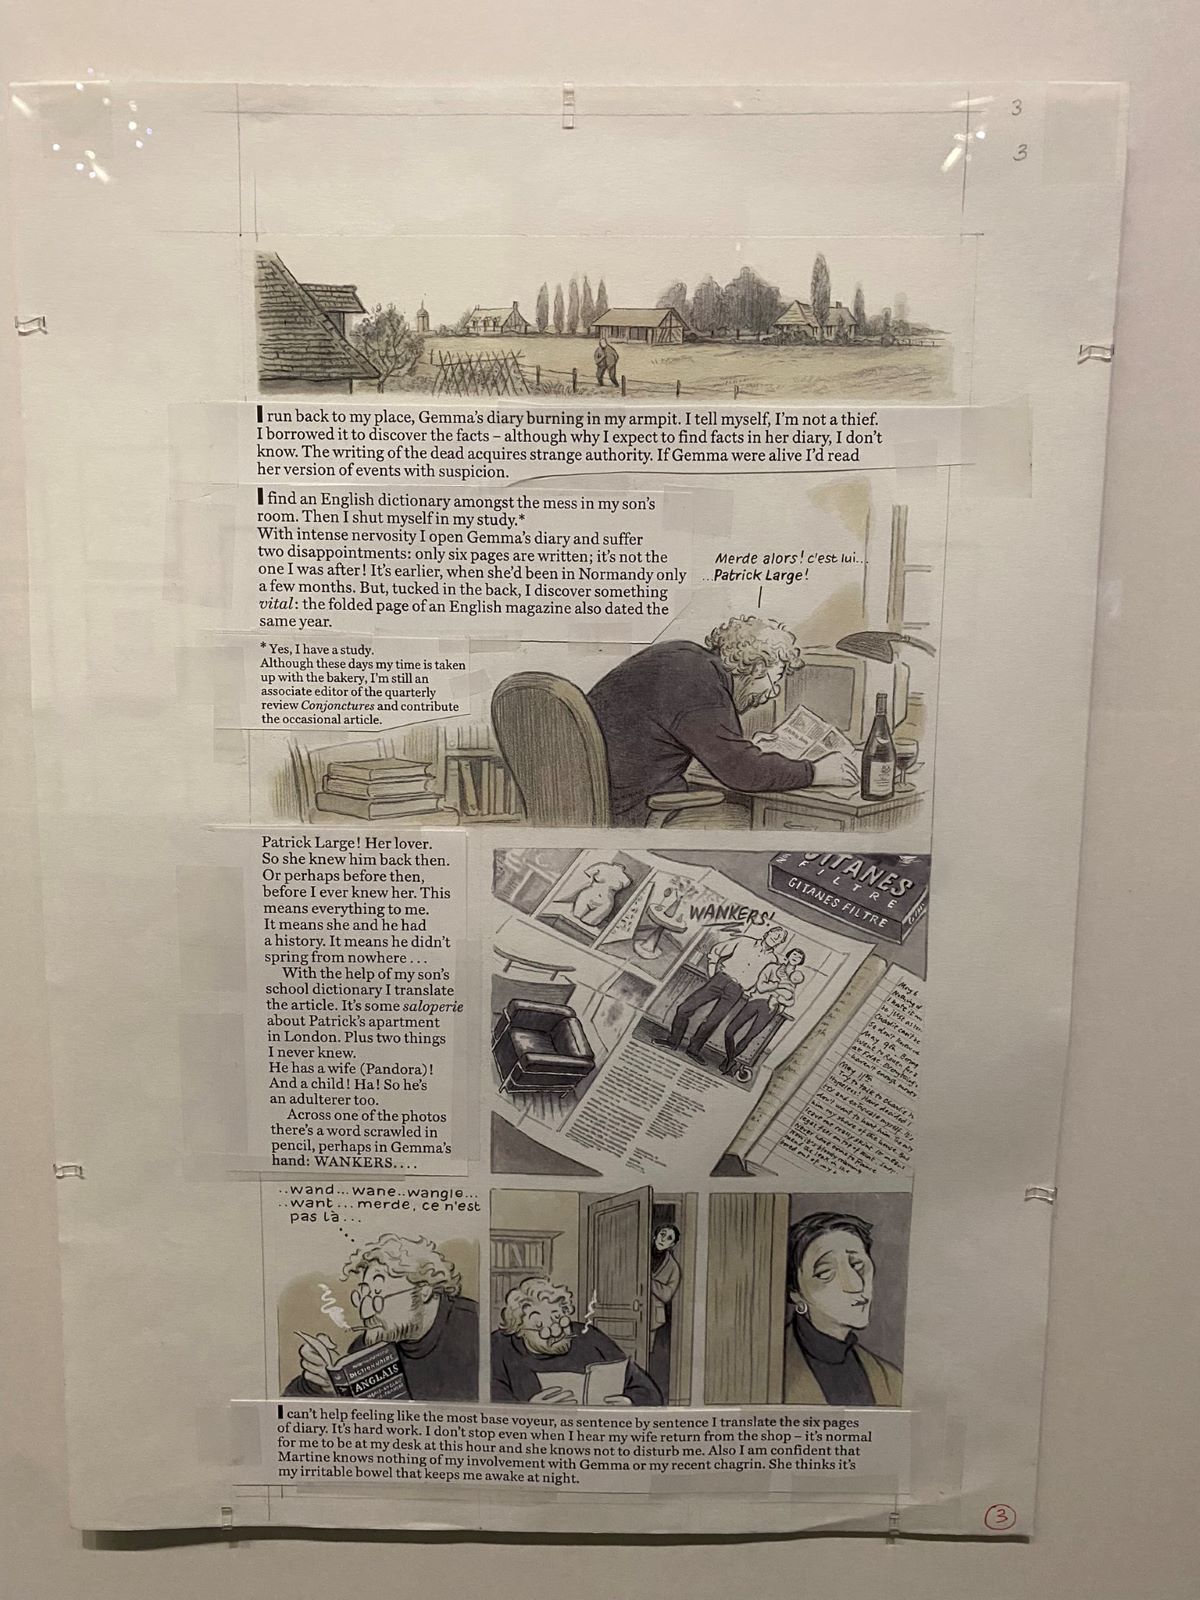 3
3
I run back to my place, Gemma's diary burning in my armpit. I tell myself, I'm not a thief.
I borrowed it to discover the facts – although why I expect to find facts in her diary, I don't
know. The writing of the dead acquires strange authority. If Gemma were alive I'd read
her version of events with suspicion.
I find an English dictionary amongst the mess in my son's
room. Then I shut myself in my study.*
With intense nervosity I open Gemma's diary and suffer
two disappointments: only six pages are written; it's not the
one I was after! It's earlier, when she'd been in Normandy only
a few months. But, tucked in the back, I discover something
vital: the folded page of an English magazine also dated the
same year.
Merde alors! c'est lui...
...Patrick Large!
* Yes, I have a study.
Although these days my time is taken
up with the bakery, I'm still an
associate editor of the quarterly
review Conjonctures and contribute
the occasional article.
Patrick Large! Her lover.
So she knew him back then.
Or perhaps before then,
before I ever knew her. This
means everything to me.
It means she and he had
a history. It means he didn't
spring from nowhere . . .
With the help of my son's
school dictionary I translate
the article. It's some saloperie
about Patrick's apartment
in London. Plus two things
I never knew.
He has a wife (Pandora)!
And a child! Ha! So he's
an adulterer too.
Across one of the photos
there's a word scrawled in
pencil, perhaps in Gemma's
hand: WANKERS. . . .
GITANES
FILTRE
GITANES FILTRE
WANKERS!
May 9th
May 11th
..wand...wane..wangle...
..want...merde, ce n'est
pas là...
DICTIONNAIRE
ANGLAIS
I can't help feeling like the most base voyeur, as sentence by sentence I translate the six pages
of diary. It's hard work. I don't stop even when I hear my wife return from the shop – it's normal
for me to be at my desk at this hour and she knows not to disturb me. Also I am confident that
Martine knows nothing of my involvement with Gemma or my recent chagrin. She thinks it's
my irritable bowel that keeps me awake at night.
3